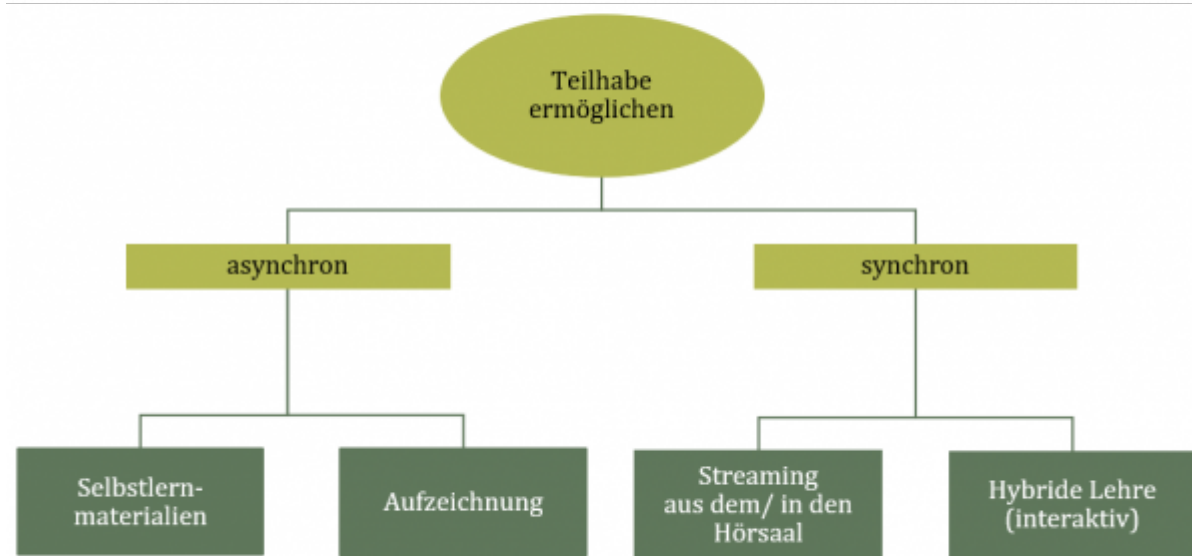 Teilhabe
ermöglichen
asynchron
synchron
Selbstlern-
materialien
Aufzeichnung
Streaming
aus dem/ in den
Hörsaal
Hybride Lehre
(interaktiv)